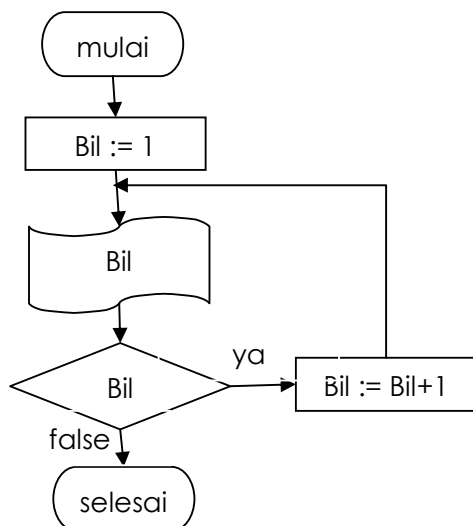 mulai
Bil := 1
Bil
Bil
ya
Bil := Bil+1
false
selesai